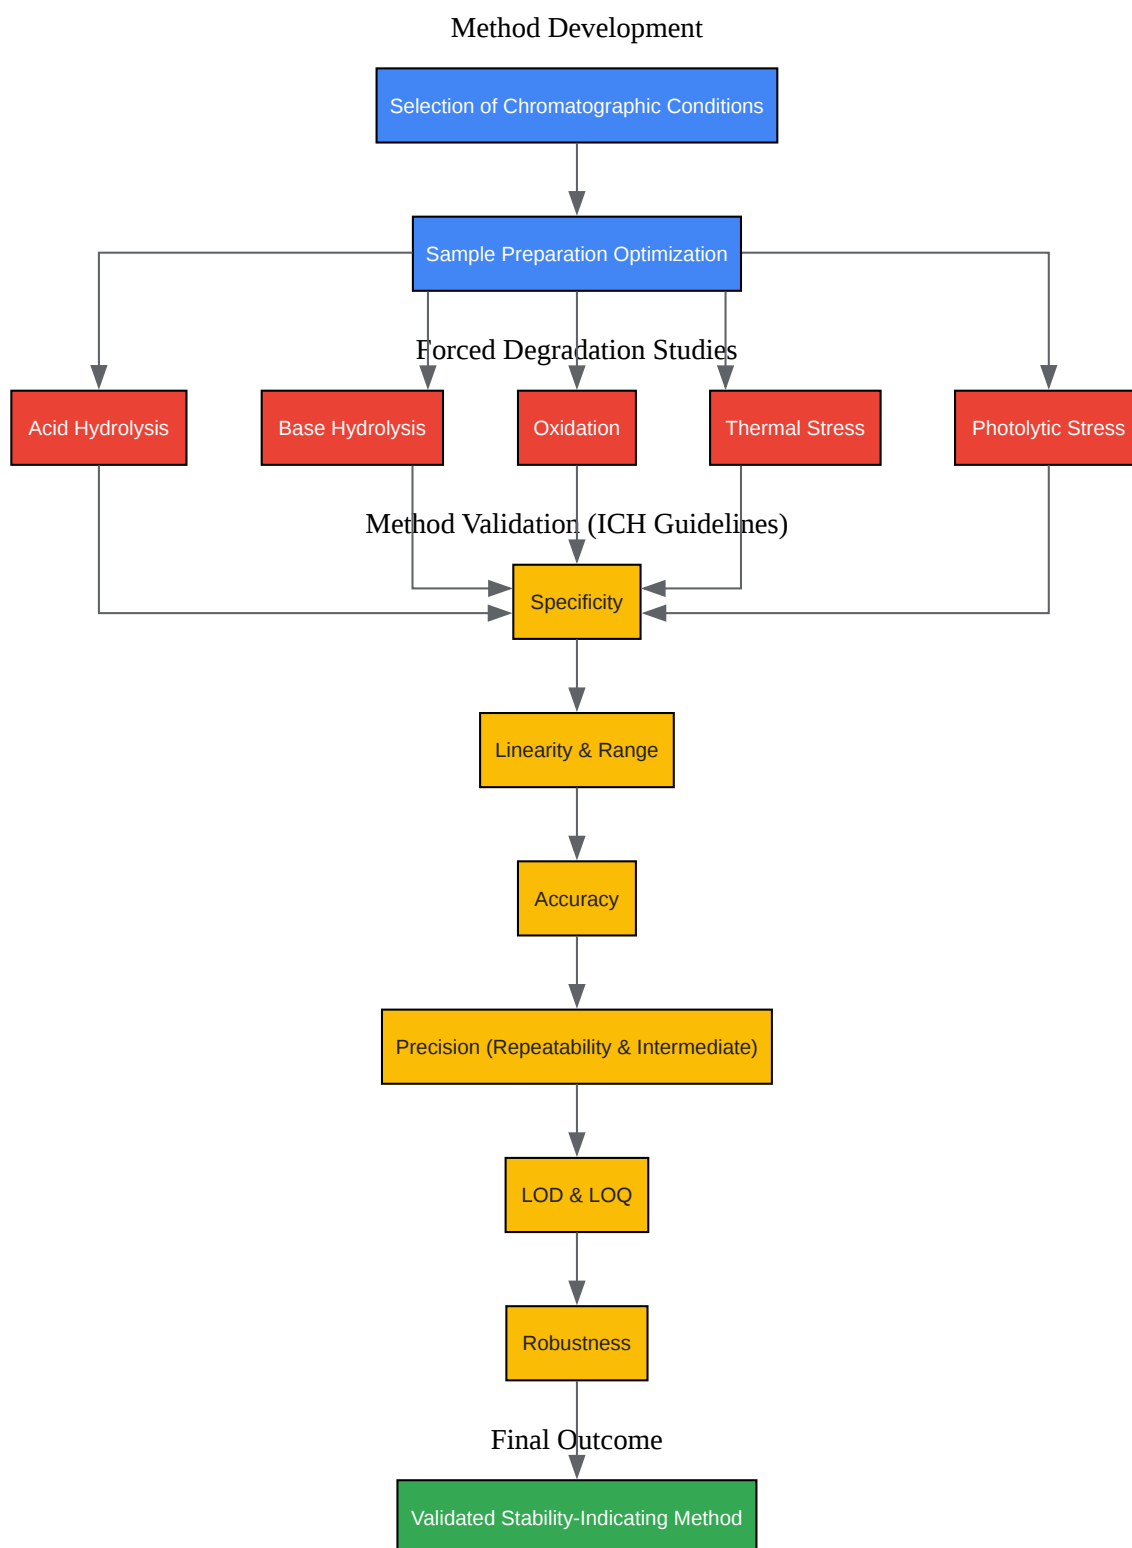 Method Development
Selection of Chromatographic Conditions
Sample Preparation Optimization
Forced Degradation Studies
Acid Hydrolysis
Base Hydrolysis
Oxidation
Thermal Stress
Photolytic Stress
Method Validation (ICH Guidelines)
Specificity
Linearity & Range
Accuracy
Precision (Repeatability & Intermediate)
LOD & LOQ
Robustness
Final Outcome
Validated Stability-Indicating Method